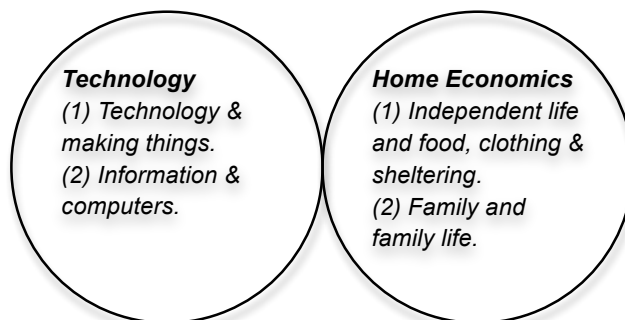 Technology
(1) Technology &
making things.
(2) Information &
computers.
Home Economics
(1) Independent life
and food, clothing &
sheltering.
(2) Family and
family life.